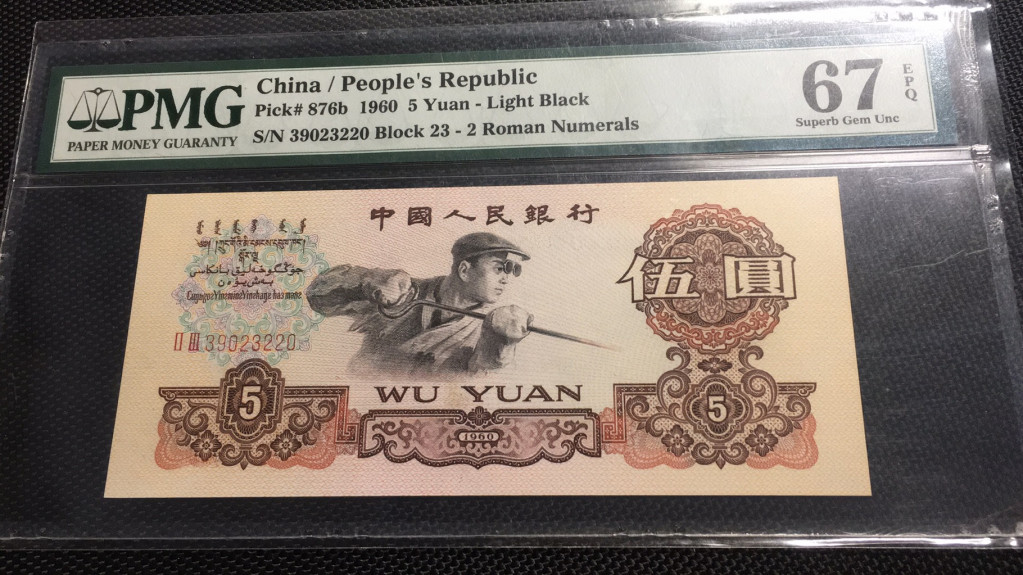 PMG
PAPER MONEY GUARANTY
China / People's Republic
Pick# 876b 1960 5 Yuan - Light Black
S/N 39023220 Block 23 - 2 Roman Numerals
67 EPQ
Superb Gem Unc
中國人民銀行
伍圓
II III 39023220
WU YUAN
5
1960
5